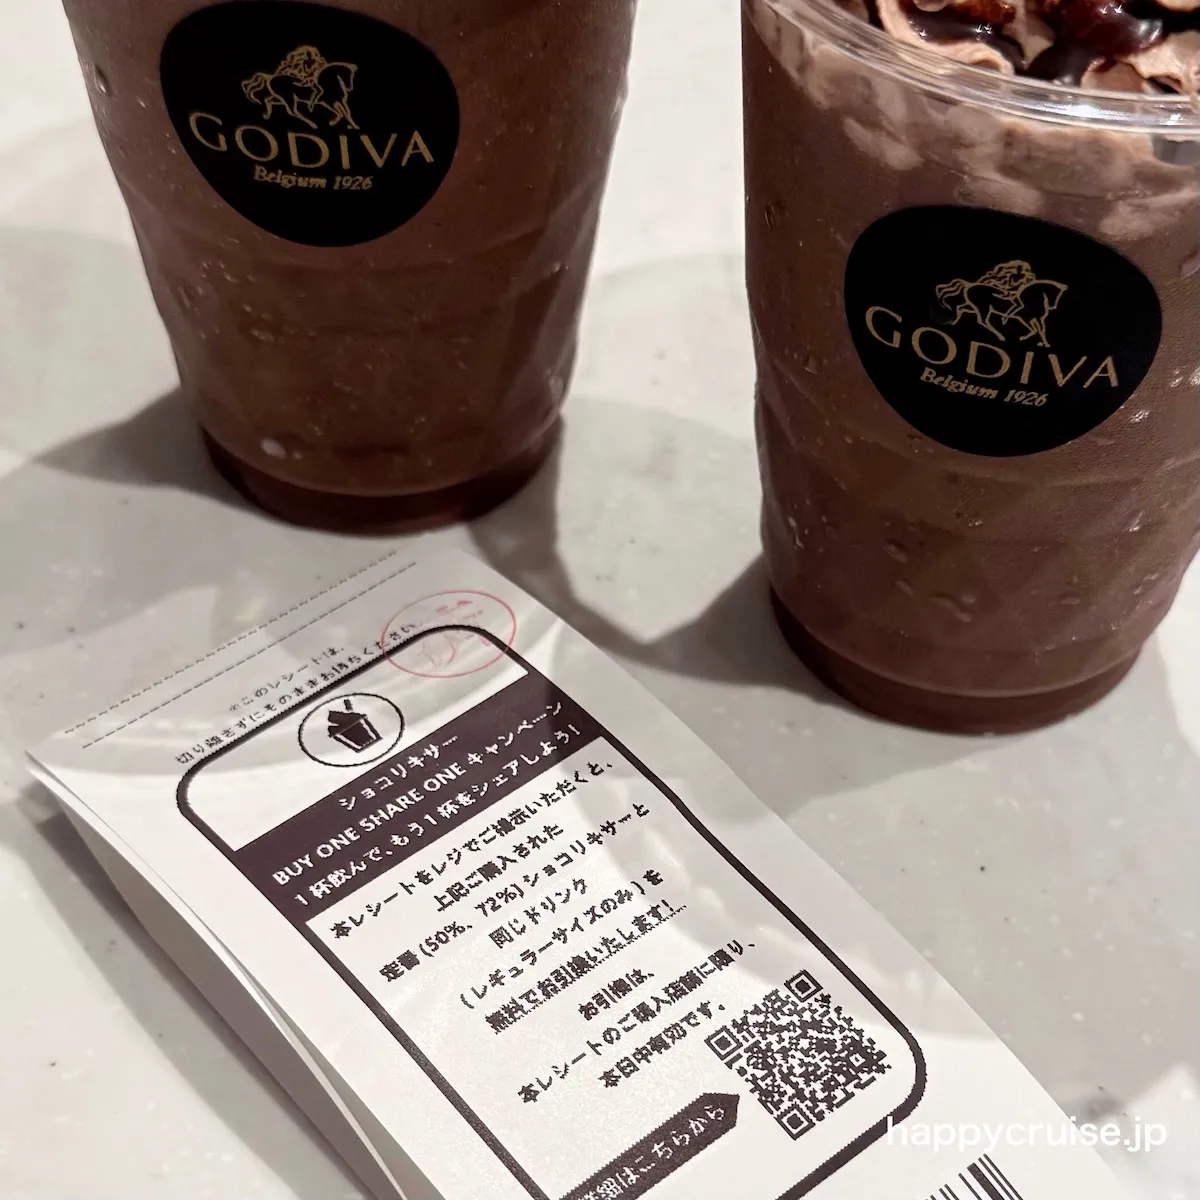 GODIVA
Belgium 1926
GODIVA
Belgium 1926
※このレシートは、
切り離さずにそのままお持ちください。
ショコリキサー
BUY ONE SHARE ONE キャンペーン
1杯飲んで、もう1杯をシェアしよう!
本レシートをレジでご提示いただくと、
上記ご購入された
定番(50%、72%)ショコリキサーと
同じドリンク
(レギュラーサイズのみ)を
無料でお引換いたします!
お引換は、
本レシートのご購入店舗に限り、
本日中有効です。
詳細はこちらから
happycruise.jp